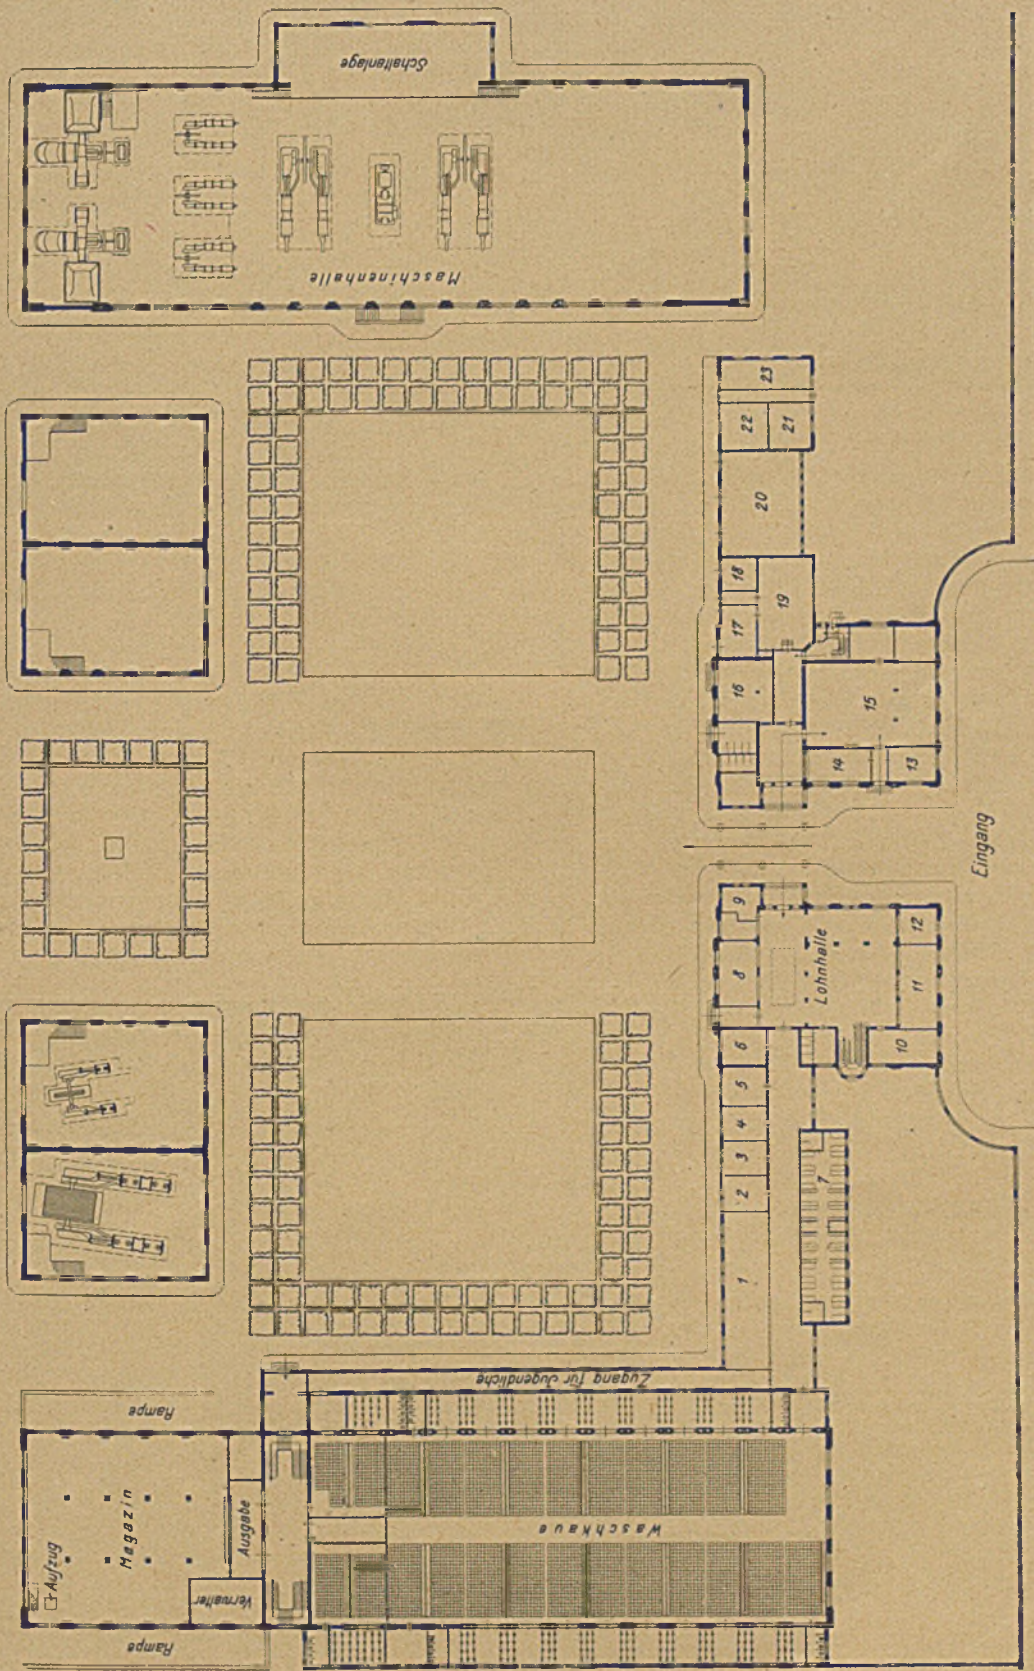 Schaltanlage
Maschinenhalle
23
22
21
20
18
19
17
16
15
14
13
Eingang
9
12
8
Lohnhalle
11
10
6
5
4
3
2
7
1
Zugang für Jugendliche
Rampe
Magazin
Aufzug
Ausgabe
Verwalter
Waschkaue
Rampe